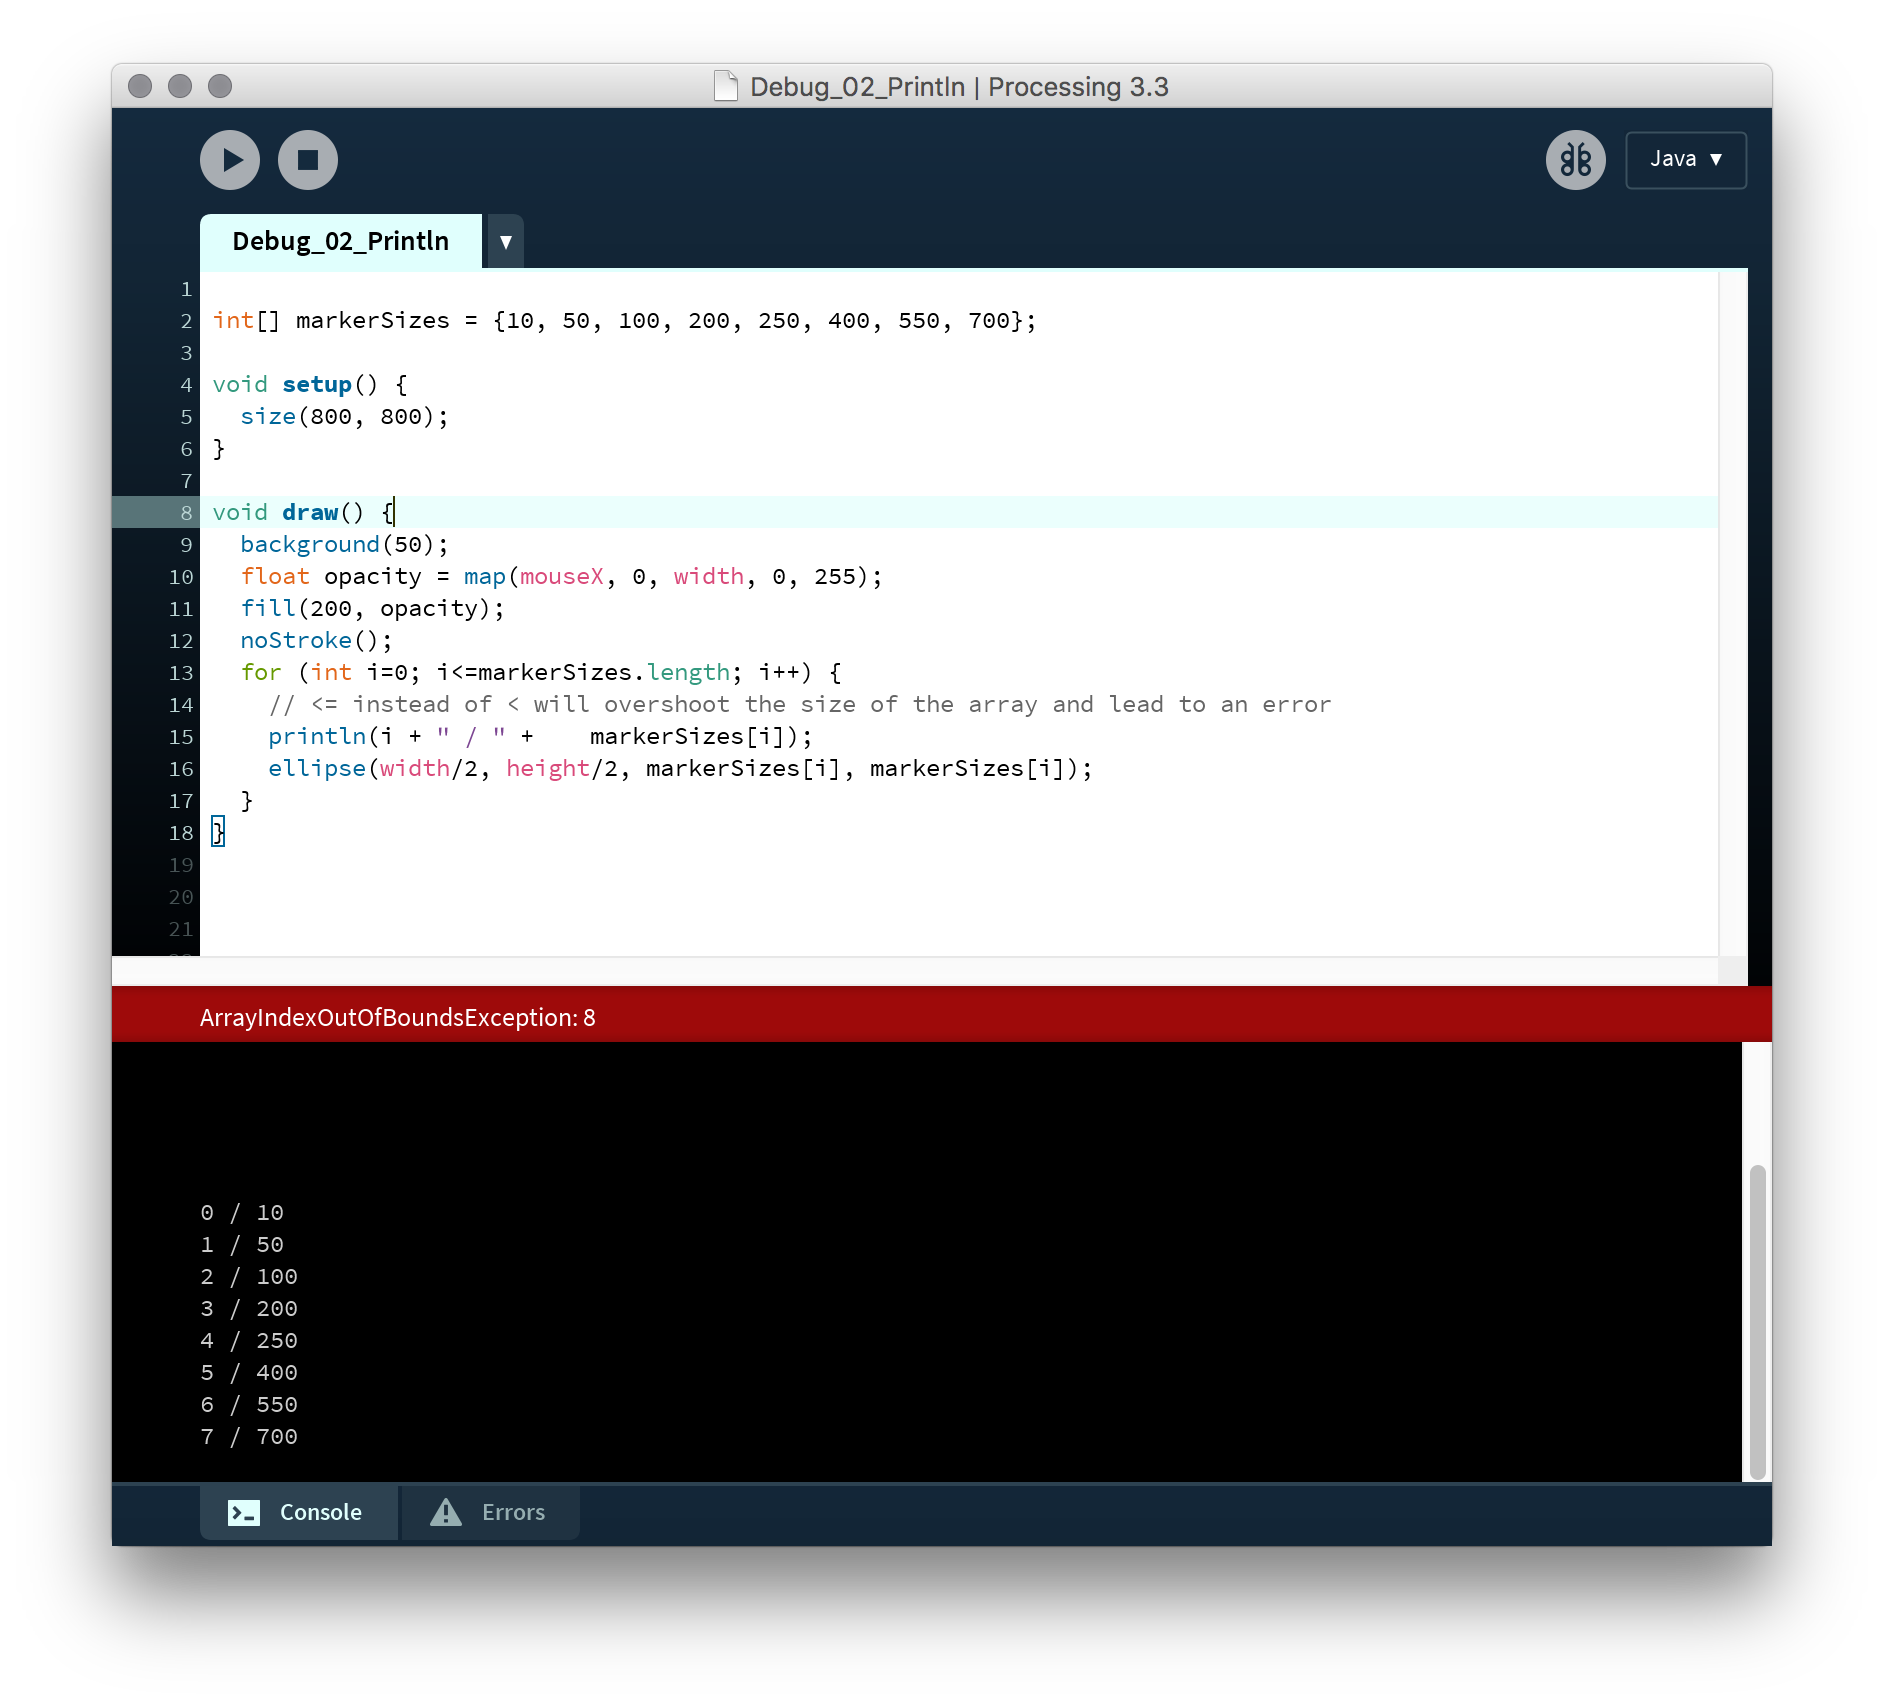 Debug_02_Println | Processing 3.3
Java ▼
Debug_02_Println ▼
1
2 int[] markerSizes = {10, 50, 100, 200, 250, 400, 550, 700};
3
4 void setup() {
5   size(800, 800);
6 }
7
8 void draw() {
9   background(50);
10   float opacity = map(mouseX, 0, width, 0, 255);
11   fill(200, opacity);
12   noStroke();
13   for (int i=0; i<=markerSizes.length; i++) {
14     // <= instead of < will overshoot the size of the array and lead to an error
15     println(i + " / " +    markerSizes[i]);
16     ellipse(width/2, height/2, markerSizes[i], markerSizes[i]);
17   }
18 }
19
20
21
ArrayIndexOutOfBoundsException: 8
0 / 10
1 / 50
2 / 100
3 / 200
4 / 250
5 / 400
6 / 550
7 / 700
Console Errors